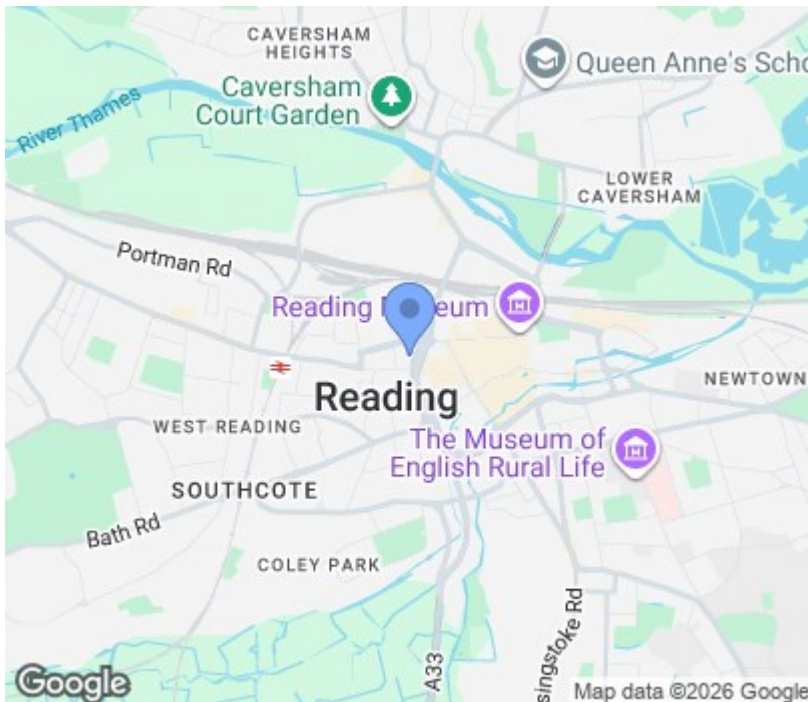 CAVERSHAM
HEIGHTS
Queen Anne's Scho
Caversham
Court Garden
River Thames
LOWER
CAVERSHAM
Portman Rd
Reading M eum
Reading
NEWTOWN
WEST READING
The Museum of
English Rural Life
SOUTHCOTE
Bath Rd
COLEY PARK
A33
singstoke Rd
Google
Map data ©2026 Google